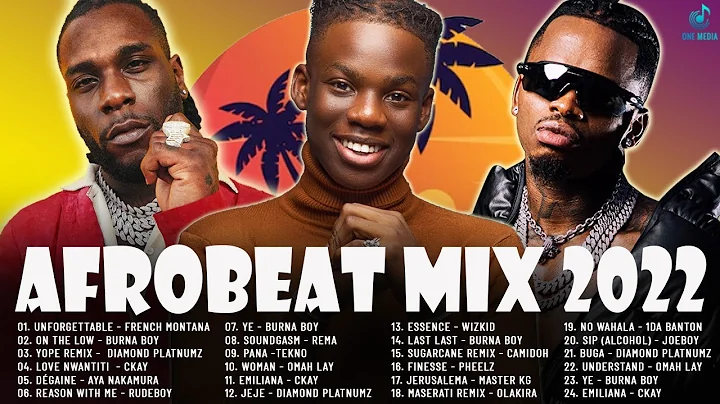 ONE MEDIA
AFROBEAT MIX 2022
01. UNFORGETTABLE - FRENCH MONTANA
02. ON THE LOW - BURNA BOY
03. YOPE REMIX - DIAMOND PLATNUMZ
04. LOVE NWANTITI - CKAY
05. DÉGAINE - AYA NAKAMURA
06. REASON WITH ME - RUDEBOY
07. YE - BURNA BOY
08. SOUNDGASM - REMA
09. PANA -TEKNO
10. WOMAN - OMAH LAY
11. EMILIANA - CKAY
12. JEJE - DIAMOND PLATNUMZ
13. ESSENCE - WIZKID
14. LAST LAST - BURNA BOY
15. SUGARCANE REMIX - CAMIDOH
16. FINESSE - PHEELZ
17. JERUSALEMA - MASTER KG
18. MASERATI REMIX - OLAKIRA
19. NO WAHALA - 1DA BANTON
20. SIP (ALCOHOL) - JOEBOY
21. BUGA - DIAMOND PLATNUMZ
22. UNDERSTAND - OMAH LAY
23. YE - BURNA BOY
24. EMILIANA - CKAY